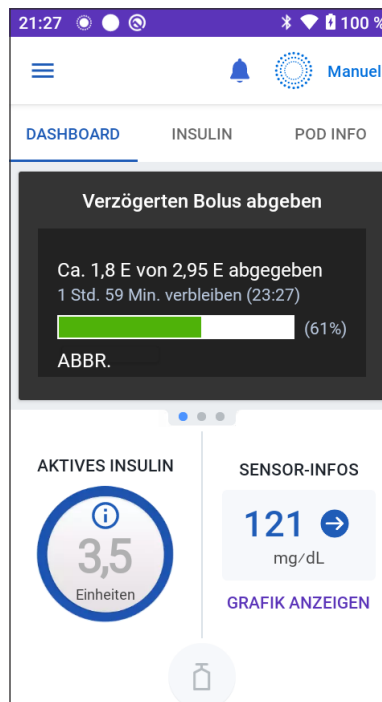 21:27 100 %
Manuel
DASHBOARD INSULIN POD INFO
Verzögerten Bolus abgeben
Ca. 1,8 E von 2,95 E abgegeben
1 Std. 59 Min. verbleiben (23:27)
(61%)
ABBR.
AKTIVES INSULIN
3,5
Einheiten
SENSOR-INFOS
121
mg/dL
GRAFIK ANZEIGEN